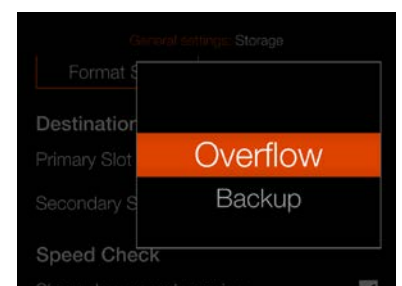 General settings: Storage
Format S
Destination
Primary Slot
Overflow
Secondary S
Backup
Speed Check